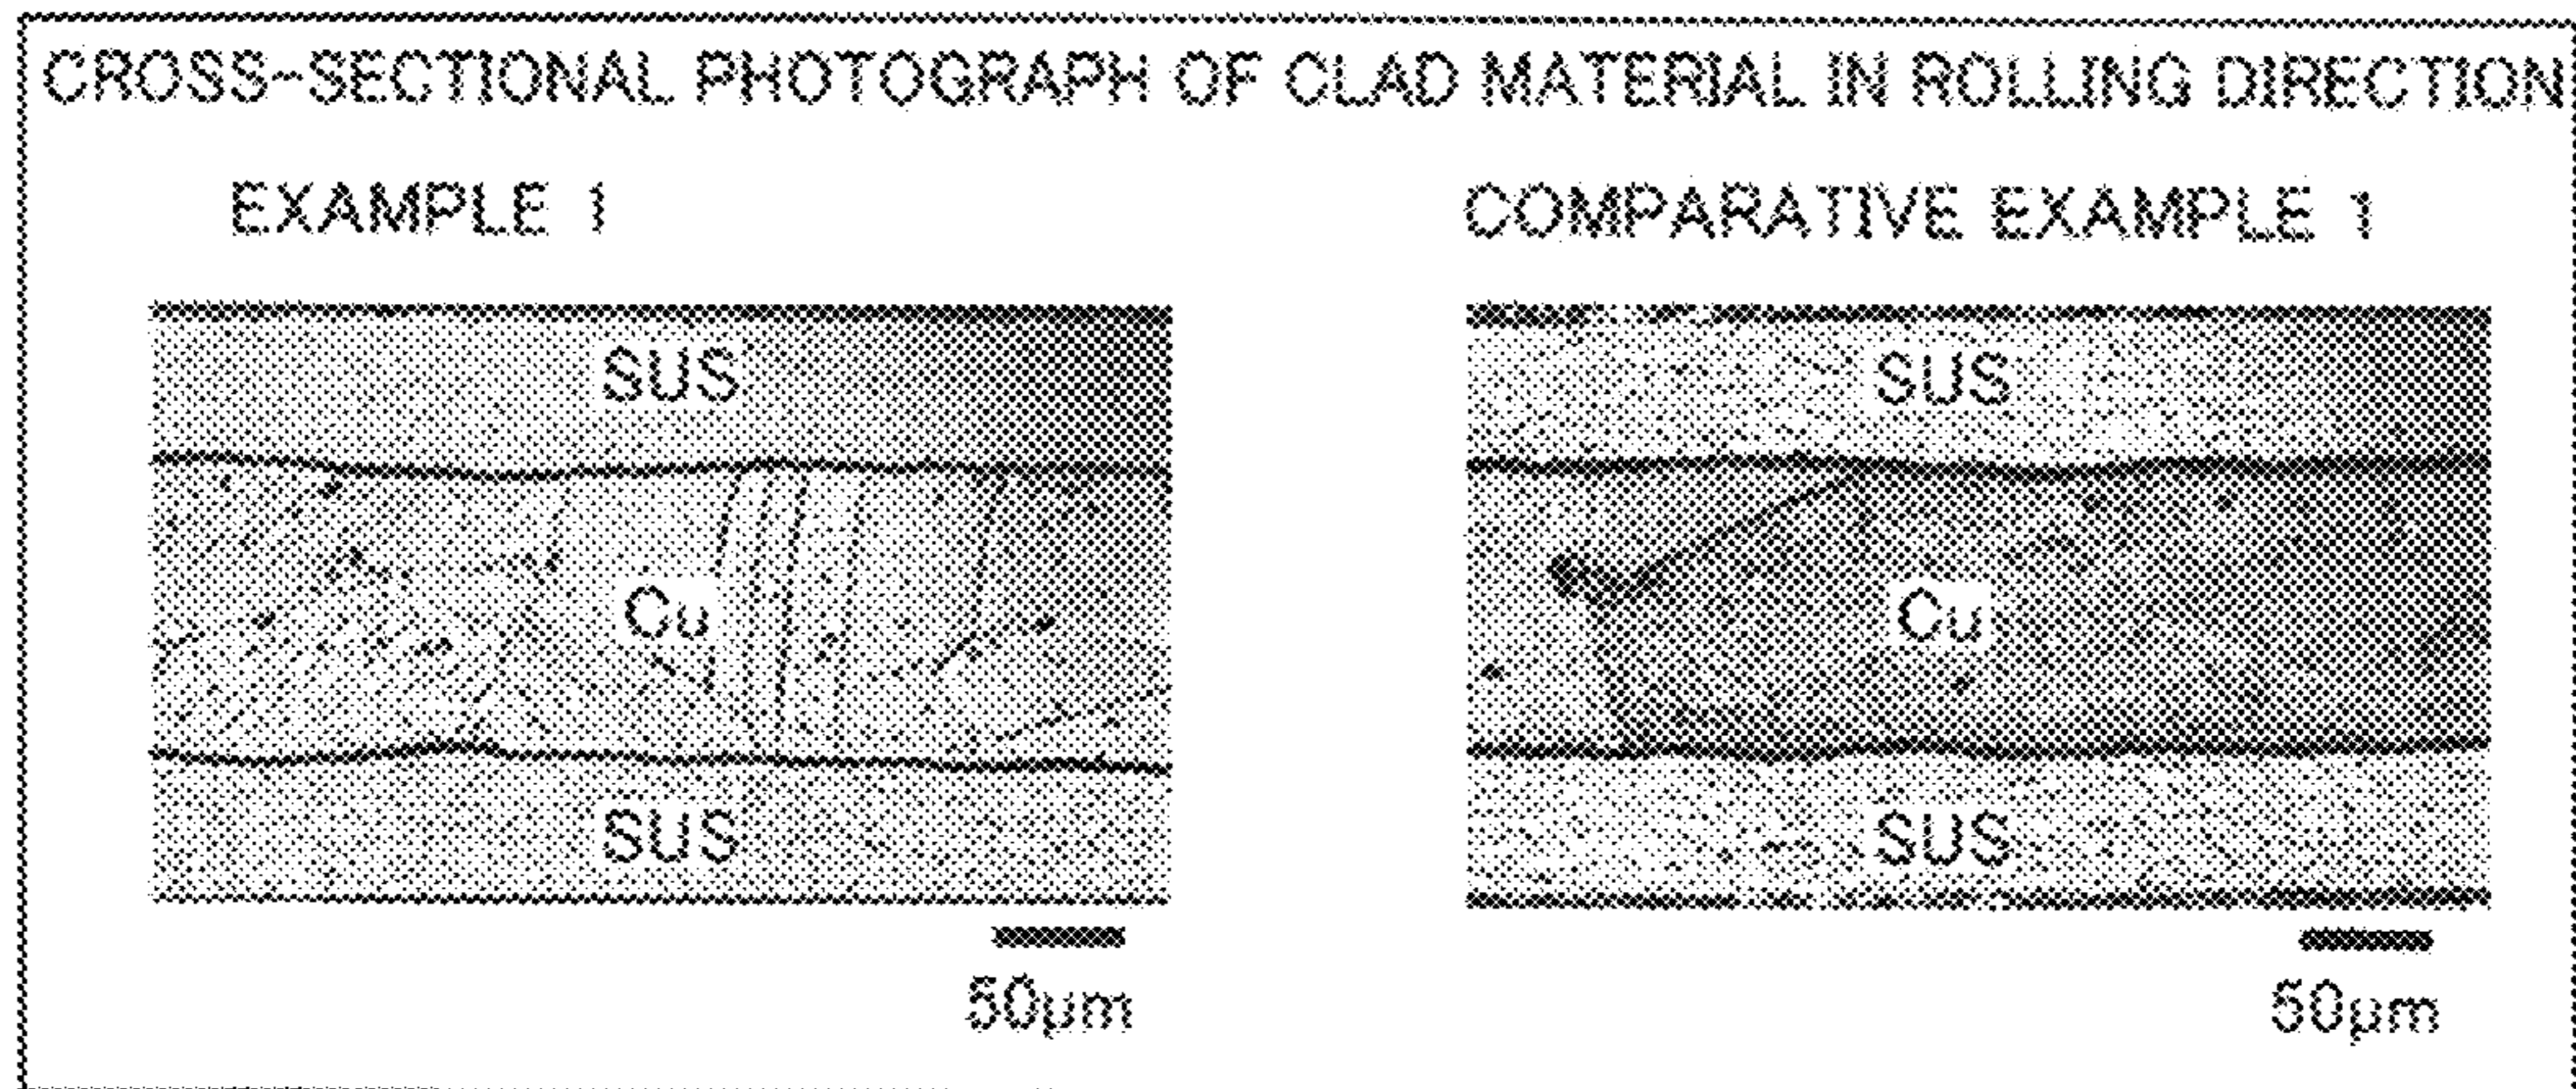 CROSS-SECTIONAL PHOTOGRAPH OF CLAD MATERIAL IN ROLLING DIRECTION
EXAMPLE 1
COMPARATIVE EXAMPLE 1
SUS
Cu
SUS
50μm
SUS
Cu
SUS
50μm